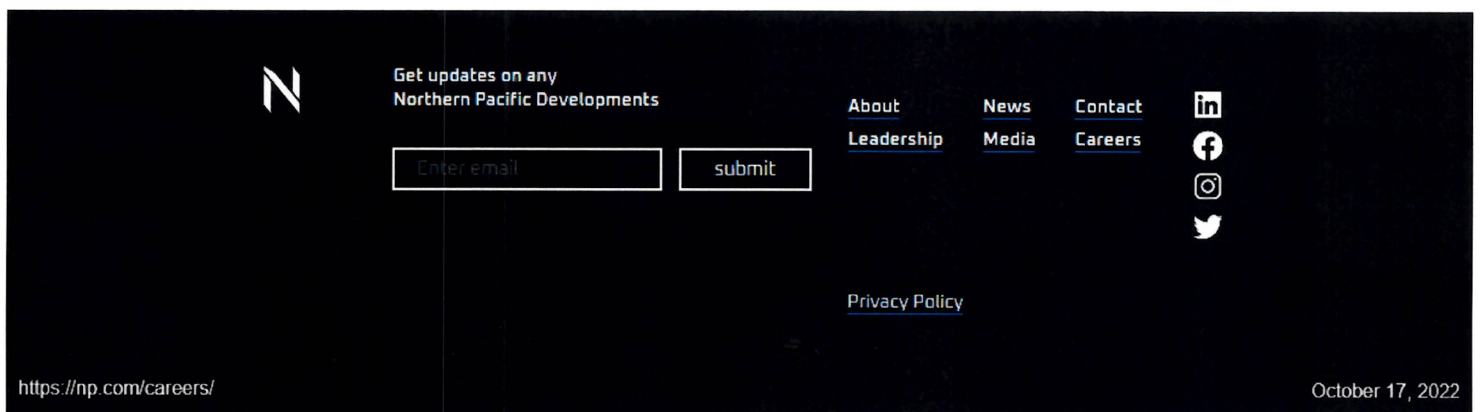 N
Get updates on any
Northern Pacific Developments
Enter email
submit
About News Contact
Leadership Media Careers
in
Privacy Policy
https://np.com/careers/
October 17, 2022